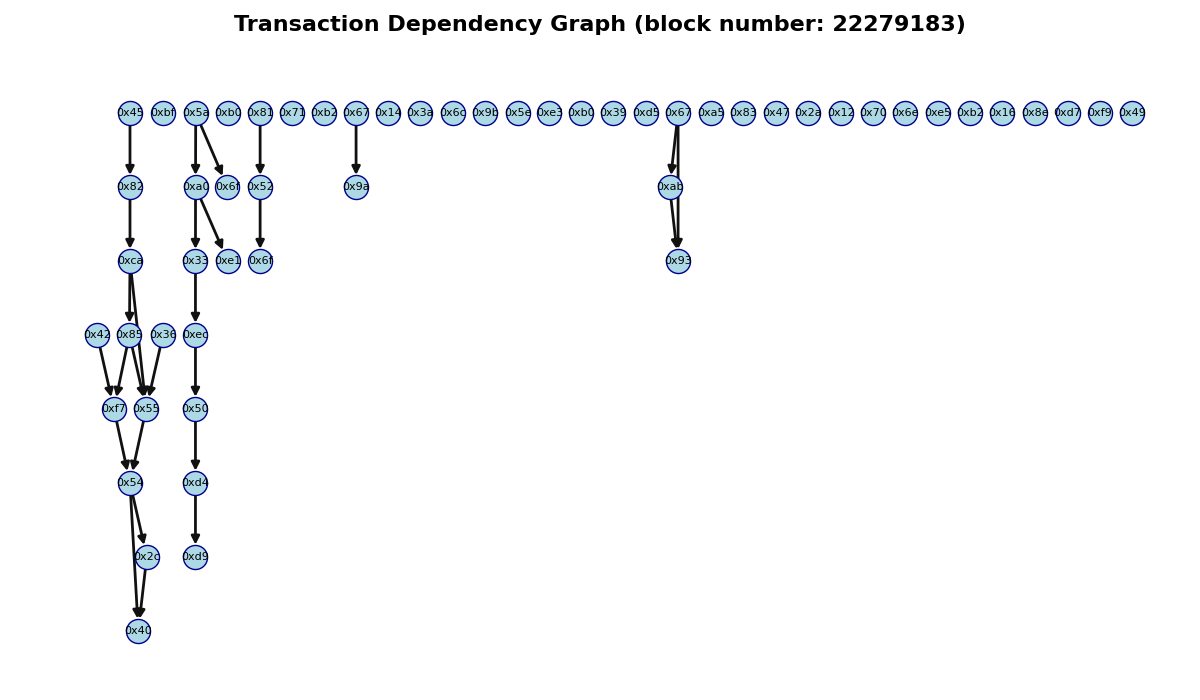 Transaction Dependency Graph (block number: 22279183)
0x45 0xbf 0x5a 0xb0 0x81 0x71 0xb2 0x67 0x14 0x3a 0x6c 0x9b 0x5e 0xe3 0xb0 0x39 0xd5 0x67 0xa5 0x83 0x47 0x2a 0x12 0x70 0x6e 0xe5 0xb2 0x16 0x8e 0xd7 0xf9 0x49
0x82 0xa0 0x6f 0x52 0x9a 0xab
0xca 0x33 0xe1 0x6f 0x93
0x42 0x85 0x36 0xec
0xf7 0x55 0x50
0x54 0xd4
0x2c 0xd9
0x40